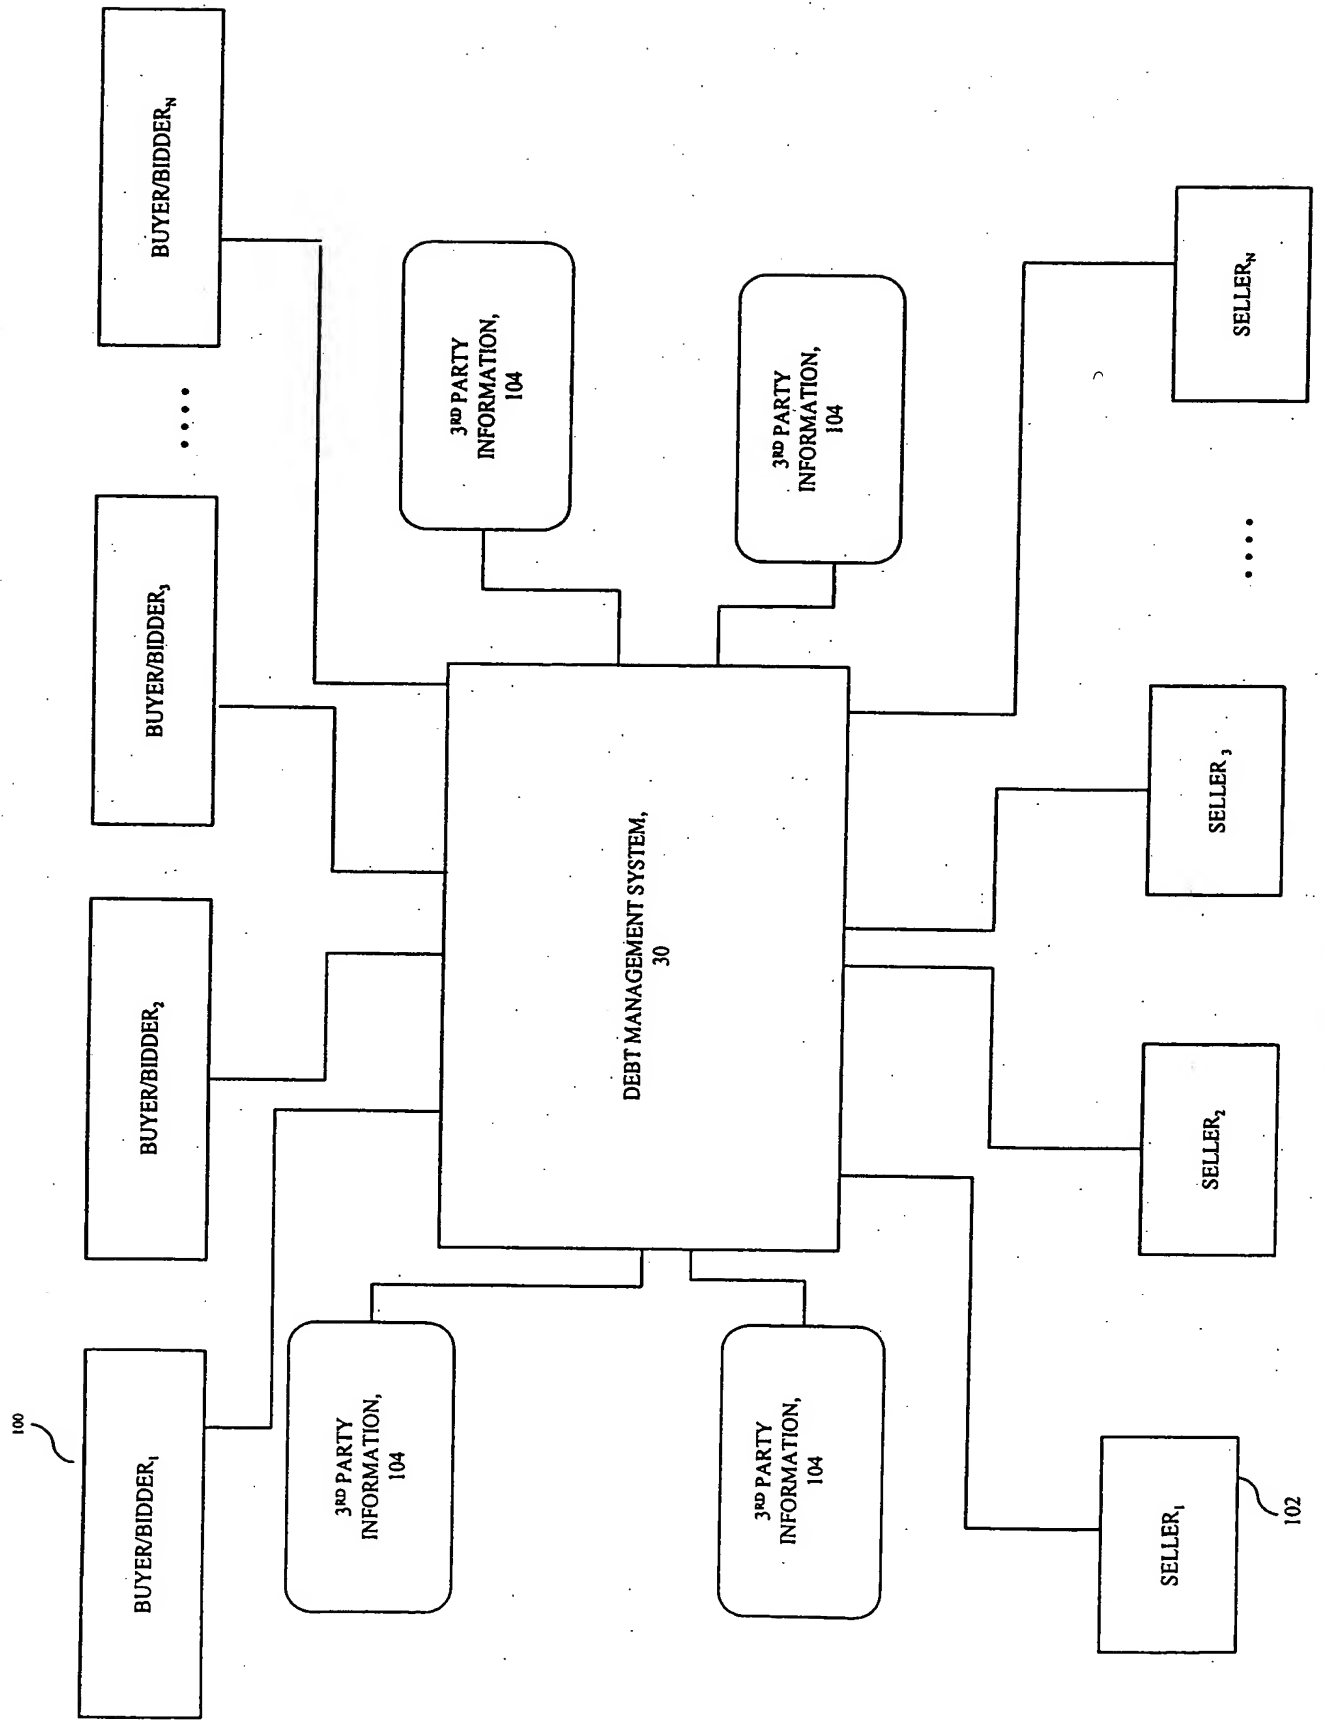 100
BUYER/BIDDER₁
BUYER/BIDDER₂
BUYER/BIDDER₃
....
BUYER/BIDDERN
3RD PARTY
INFORMATION,
104
3RD PARTY
INFORMATION,
104
DEBT MANAGEMENT SYSTEM,
30
3RD PARTY
INFORMATION,
104
3RD PARTY
INFORMATION,
104
SELLER₁
102
SELLER₂
SELLER ₃
....
SELLERN